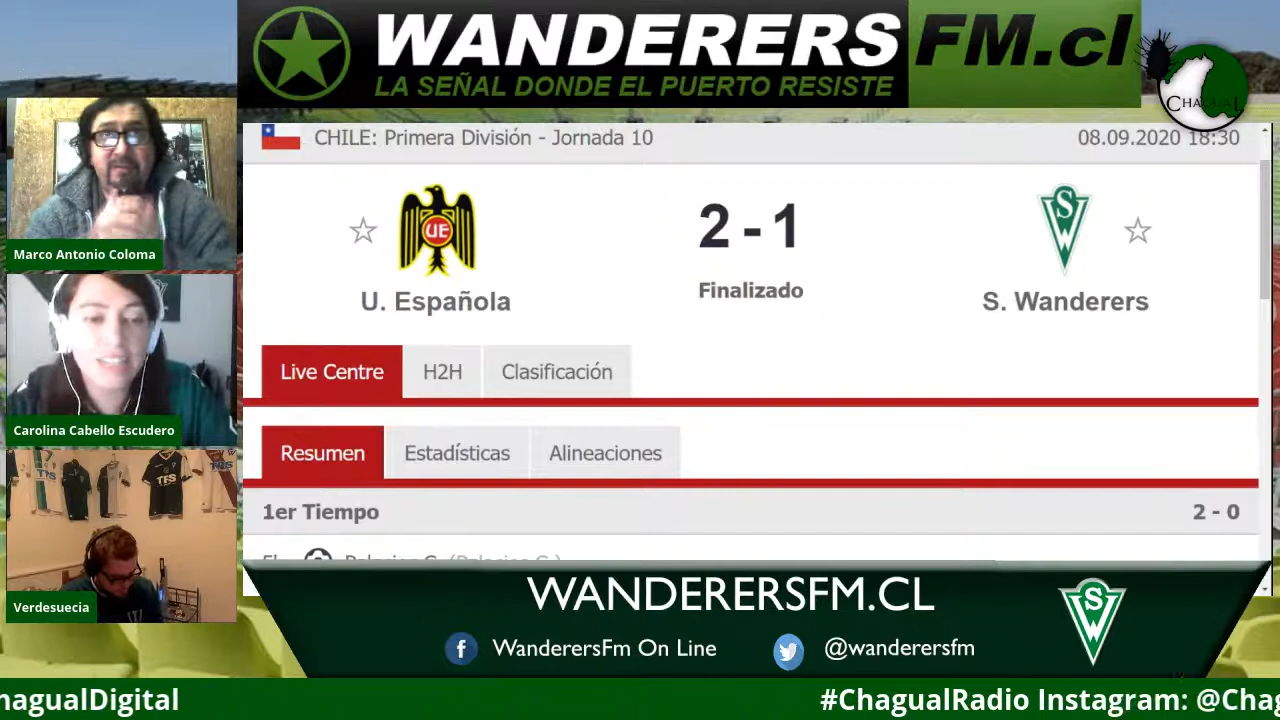 WANDERERS FM.cl
LA SEÑAL DONDE EL PUERTO RESISTE
CHAGUAL
CHILE: Primera División - Jornada 10
08.09.2020 18:30
UE
2 - 1
S
W
Finalizado
U. Española
S. Wanderers
Live Centre
H2H
Clasificación
Resumen
Estadísticas
Alineaciones
1er Tiempo
2 - 0
Marco Antonio Coloma
Carolina Cabello Escudero
TPS
Verdesuecia
WANDERERSFM.CL
WanderersFm On Line
@wanderersfm
S
W
hagualDigital
#ChagualRadio Instagram: @Chag